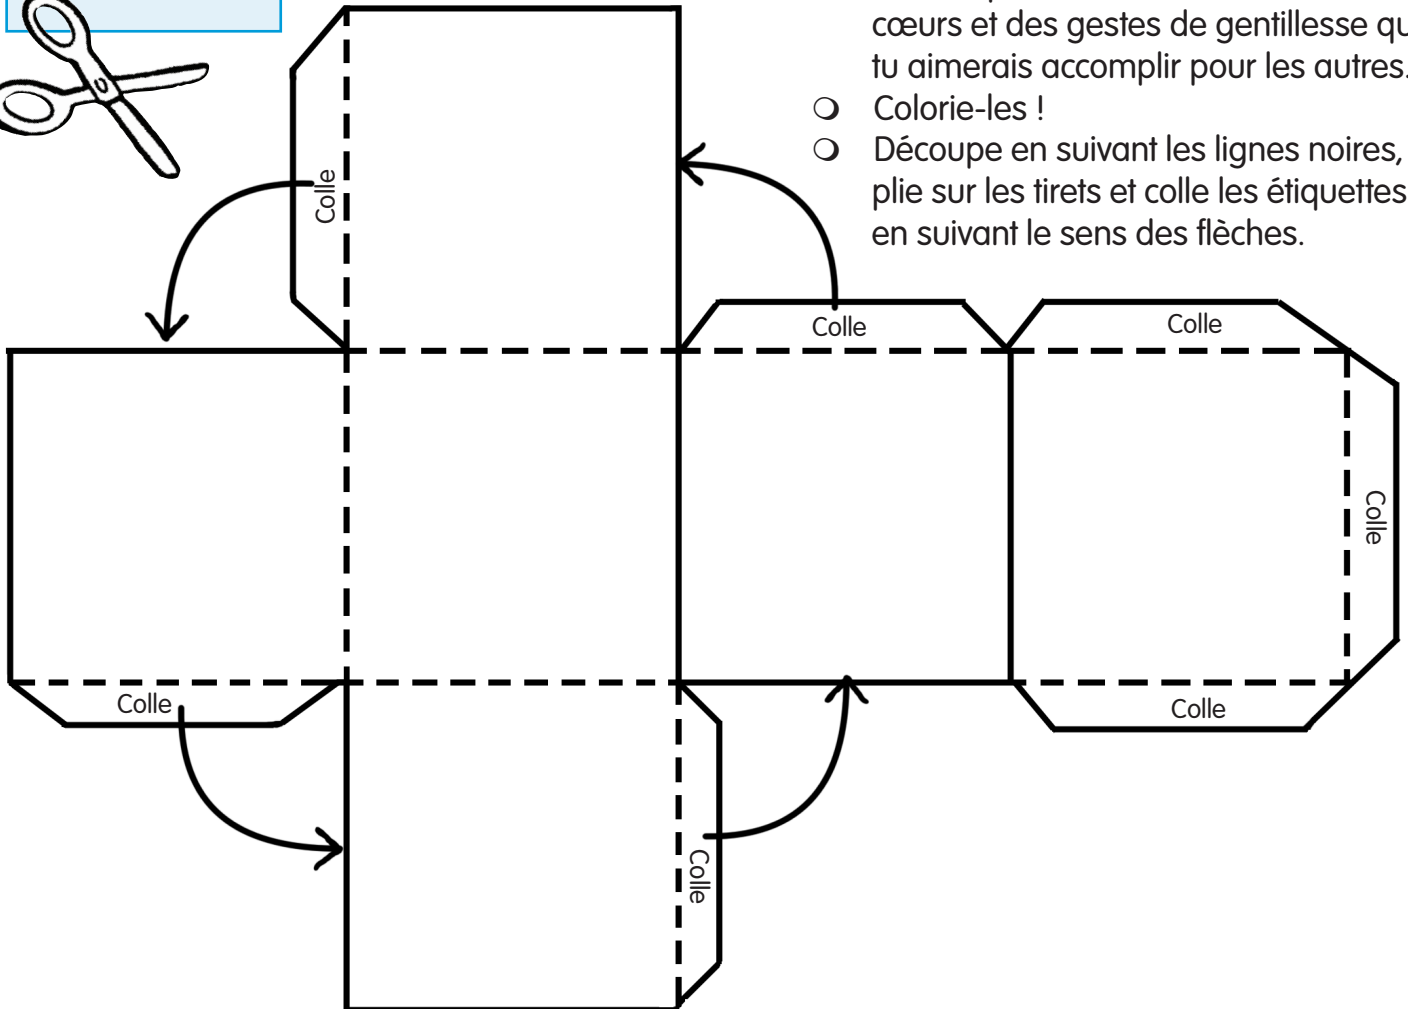 cœurs et des gestes de gentillesse qu
tu aimerais accomplir pour les autres.
❍ Colorie-les !
❍ Découpe en suivant les lignes noires,
plie sur les tirets et colle les étiquettes
en suivant le sens des flèches.
Colle
Colle
Colle
Colle
Colle
Colle
Colle